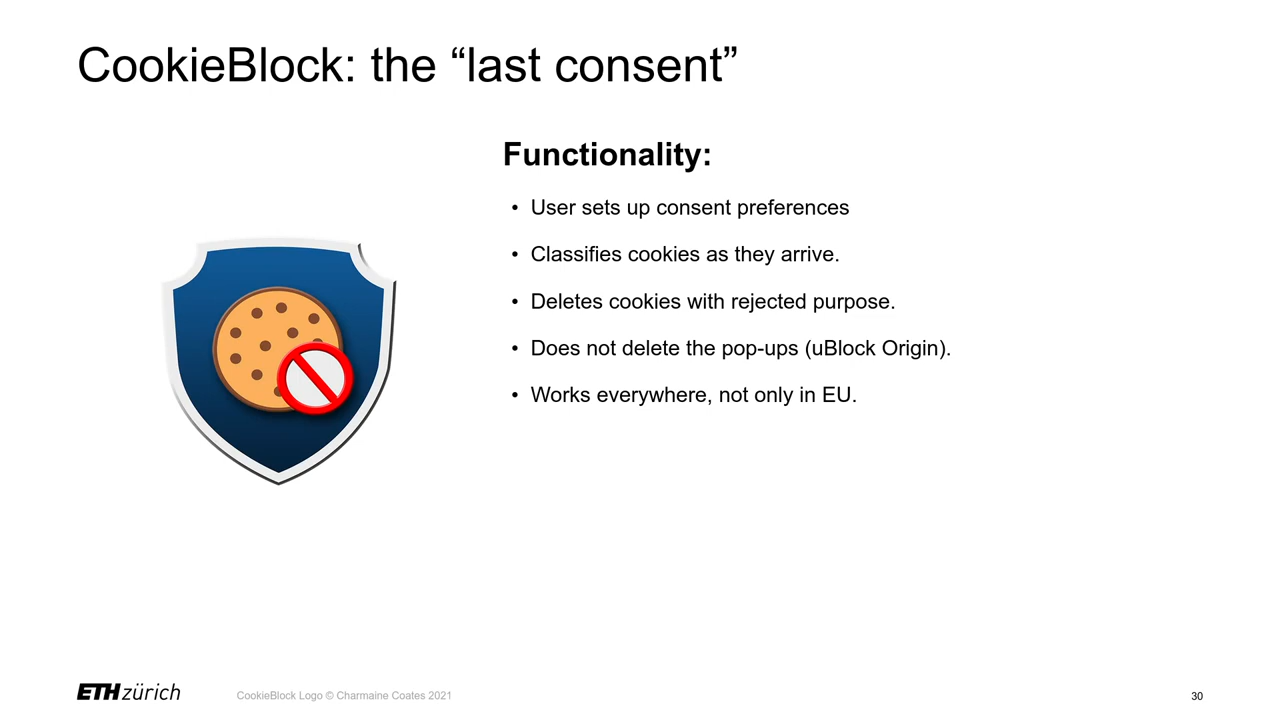 CookieBlock: the “last consent”
Functionality:
• User sets up consent preferences
• Classifies cookies as they arrive.
• Deletes cookies with rejected purpose.
• Does not delete the pop-ups (uBlock Origin).
• Works everywhere, not only in EU.
ETH zürich
CookieBlock Logo © Charmaine Coates 2021
30